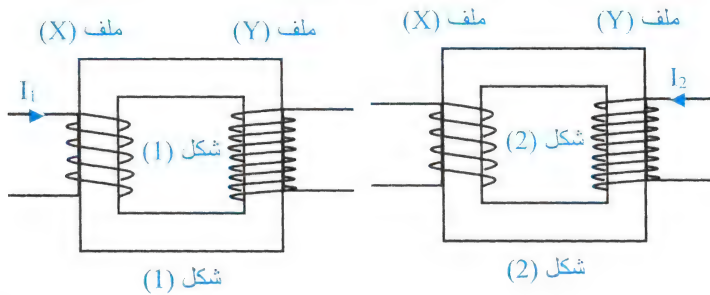 ملف (X) ملف (Y)
I₁
شكل (1)
شكل (1)
ملف (X) ملف (Y)
I₂
شكل (2)
شكل (2)